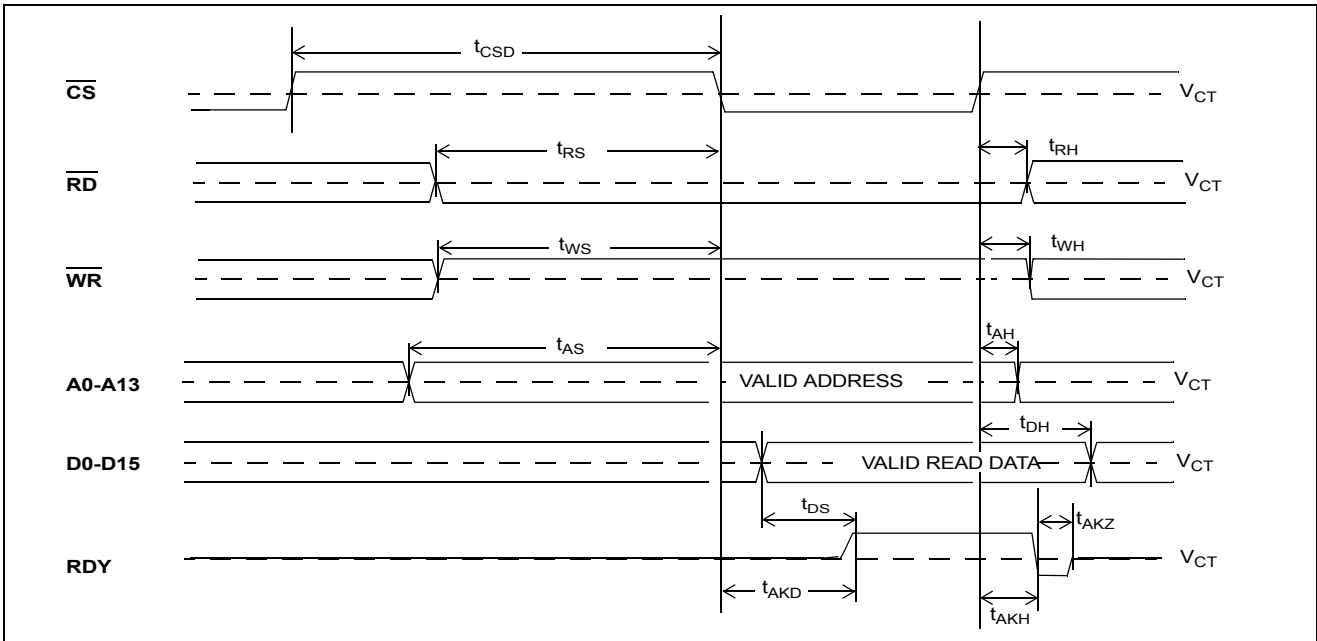 tCSD
CS
VCT
tRS
tRH
RD
VCT
tWS
tWH
WR
VCT
tAS
tAH
A0-A13
VALID ADDRESS
VCT
tDH
D0-D15
VALID READ DATA
VCT
tDS
tAKZ
RDY
VCT
tAKD
tAKH